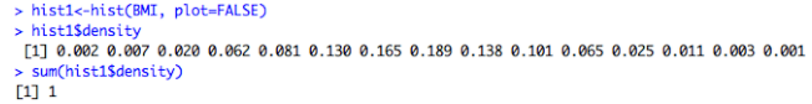 > hist1<-hist(BMI, plot=FALSE)
> hist1$density
[1] 0.002 0.007 0.020 0.062 0.081 0.130 0.165 0.189 0.138 0.101 0.065 0.025 0.011 0.003 0.001
> sum(hist1$density)
[1] 1